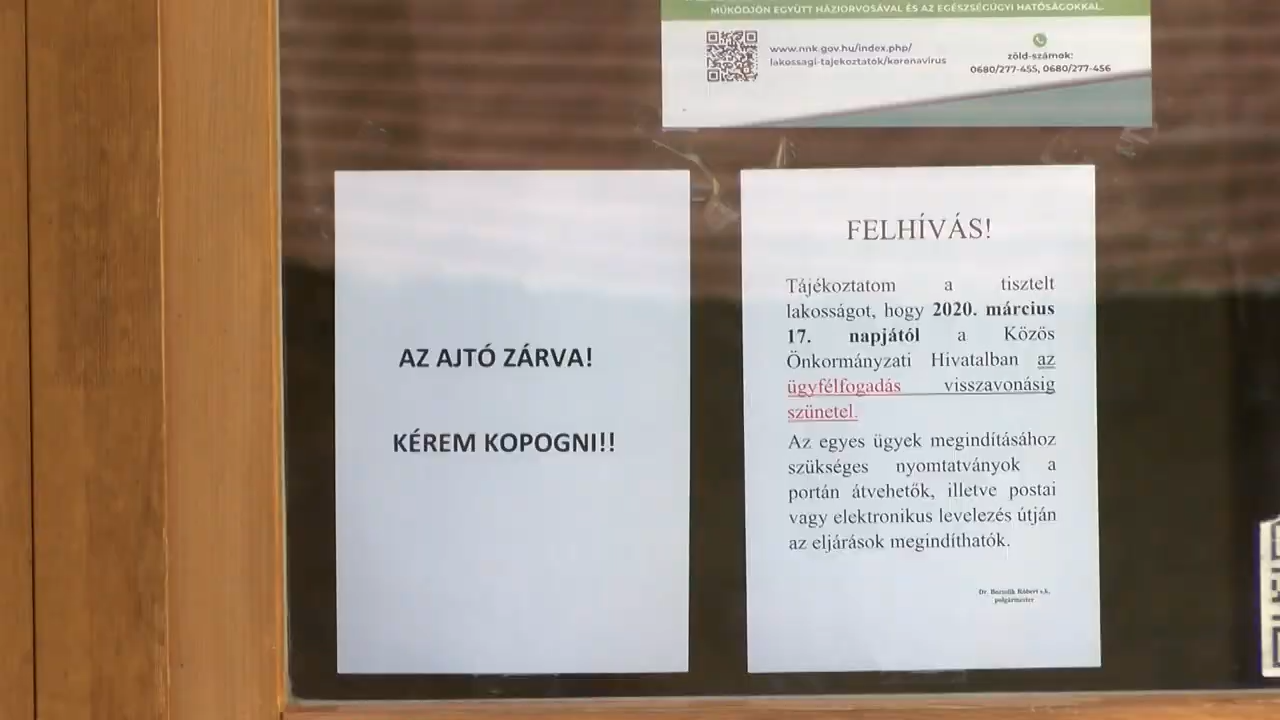 MŰKÖDJÖN EGYÜTT HÁZIORVOSÁVAL ÉS AZ EGÉSZSÉGÜGYI HATÓSÁGOKKAL.
www.nnk.gov.hu/index.php/
lakossagi-tajekoztatok/koronavirus
zöld-számok:
0680/277-455, 0680/277-456
AZ AJTÓ ZÁRVA!
KÉREM KOPOGNI!!
FELHÍVÁS!
Tájékoztatom a tisztelt
lakosságot, hogy 2020. március
17. napjától a Közös
Önkormányzati Hivatalban az
ügyfélfogadás visszavonásig
szünetel.
Az egyes ügyek megindításához
szükséges nyomtatványok a
portán átvehetők, illetve postai
vagy elektronikus levelezés útján
az eljárások megindíthatók.
Dr. Róbert s.k.
polgármester